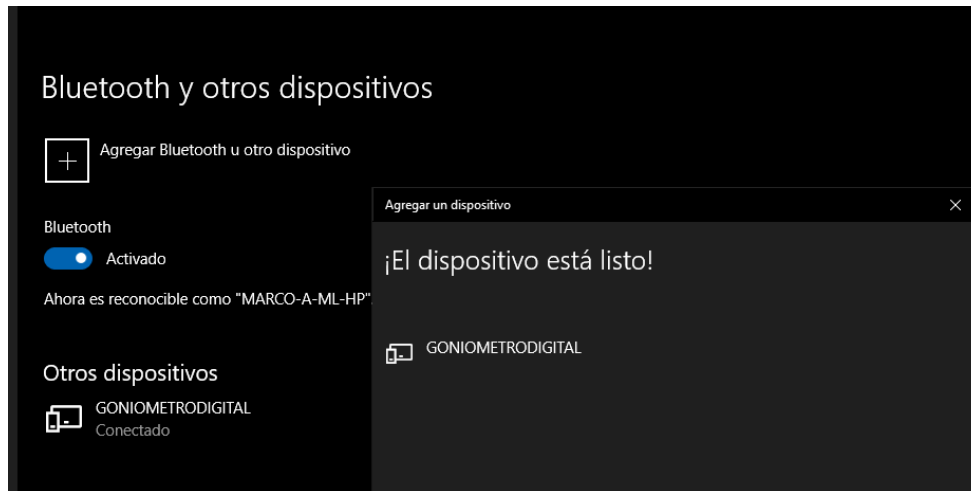 Bluetooth y otros dispositivos
Agregar Bluetooth u otro dispositivo
Bluetooth
Activado
Ahora es reconocible como "MARCO-A-ML-HP".
Otros dispositivos
GONIOMETRODIGITAL
Conectado
Agregar un dispositivo
¡El dispositivo está listo!
GONIOMETRODIGITAL